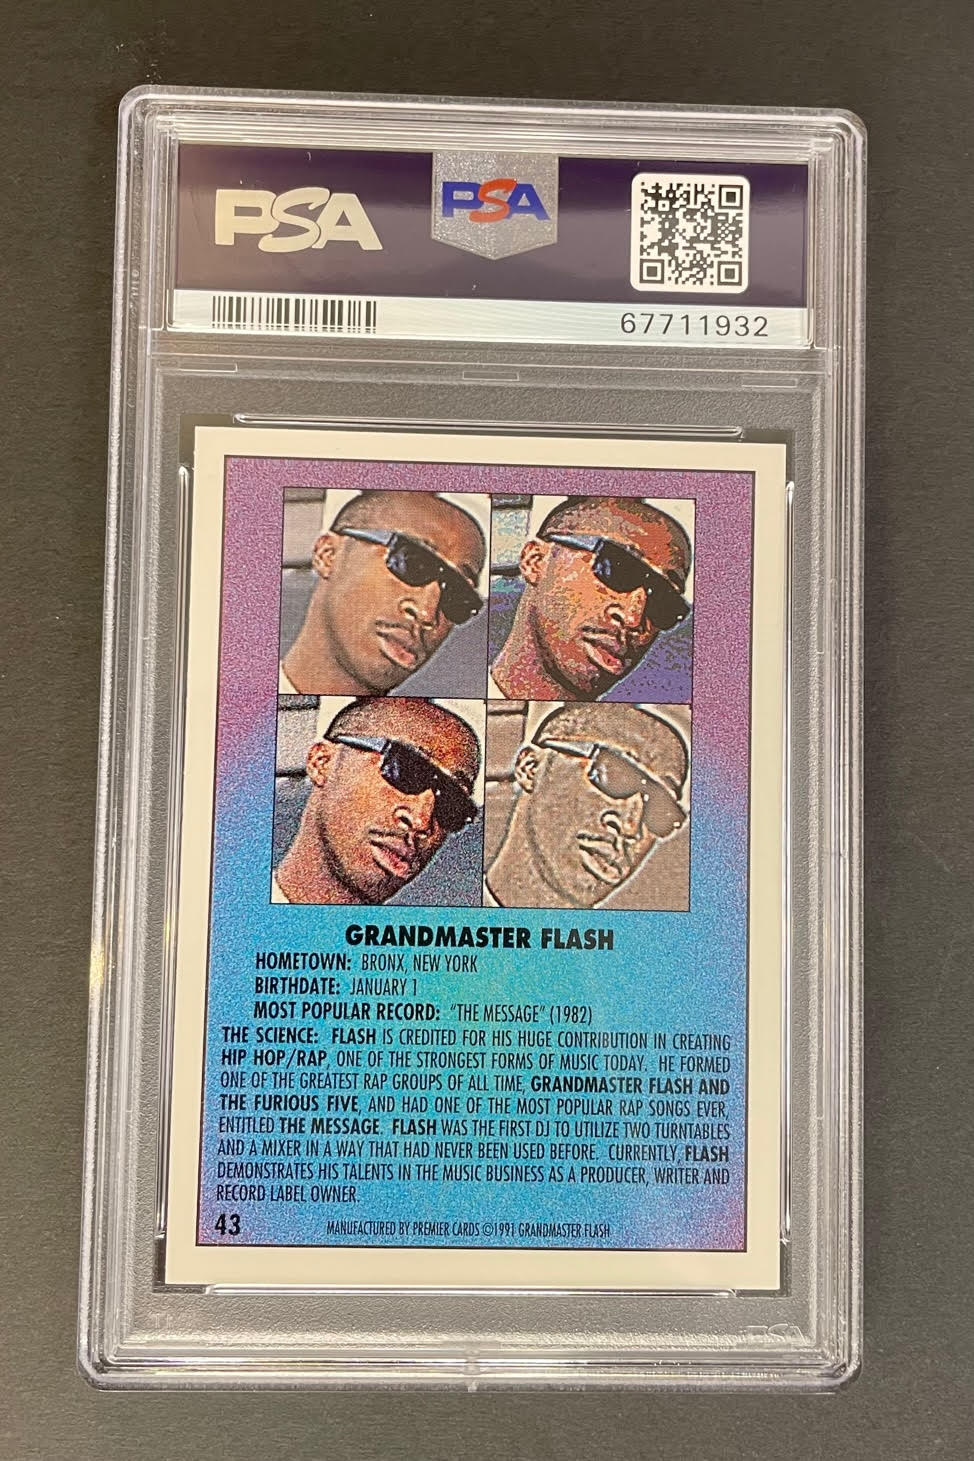 PSA PSA
67711932
GRANDMASTER FLASH
HOMETOWN: BRONX, NEW YORK
BIRTHDATE: JANUARY 1
MOST POPULAR RECORD: "THE MESSAGE" (1982)
THE SCIENCE: FLASH IS CREDITED FOR HIS HUGE CONTRIBUTION IN CREATING
HIP HOP/RAP, ONE OF THE STRONGEST FORMS OF MUSIC TODAY. HE FORMED
ONE OF THE GREATEST RAP GROUPS OF ALL TIME, GRANDMASTER FLASH AND
THE FURIOUS FIVE, AND HAD ONE OF THE MOST POPULAR RAP SONGS EVER,
ENTITLED THE MESSAGE. FLASH WAS THE FIRST DJ TO UTILIZE TWO TURNTABLES
AND A MIXER IN A WAY THAT HAD NEVER BEEN USED BEFORE. CURRENTLY, FLASH
DEMONSTRATES HIS TALENTS IN THE MUSIC BUSINESS AS A PRODUCER, WRITER AND
RECORD LABEL OWNER.
43 MANUFACTURED BY PREMIER CARDS ©1991 GRANDMASTER FLASH
PSA